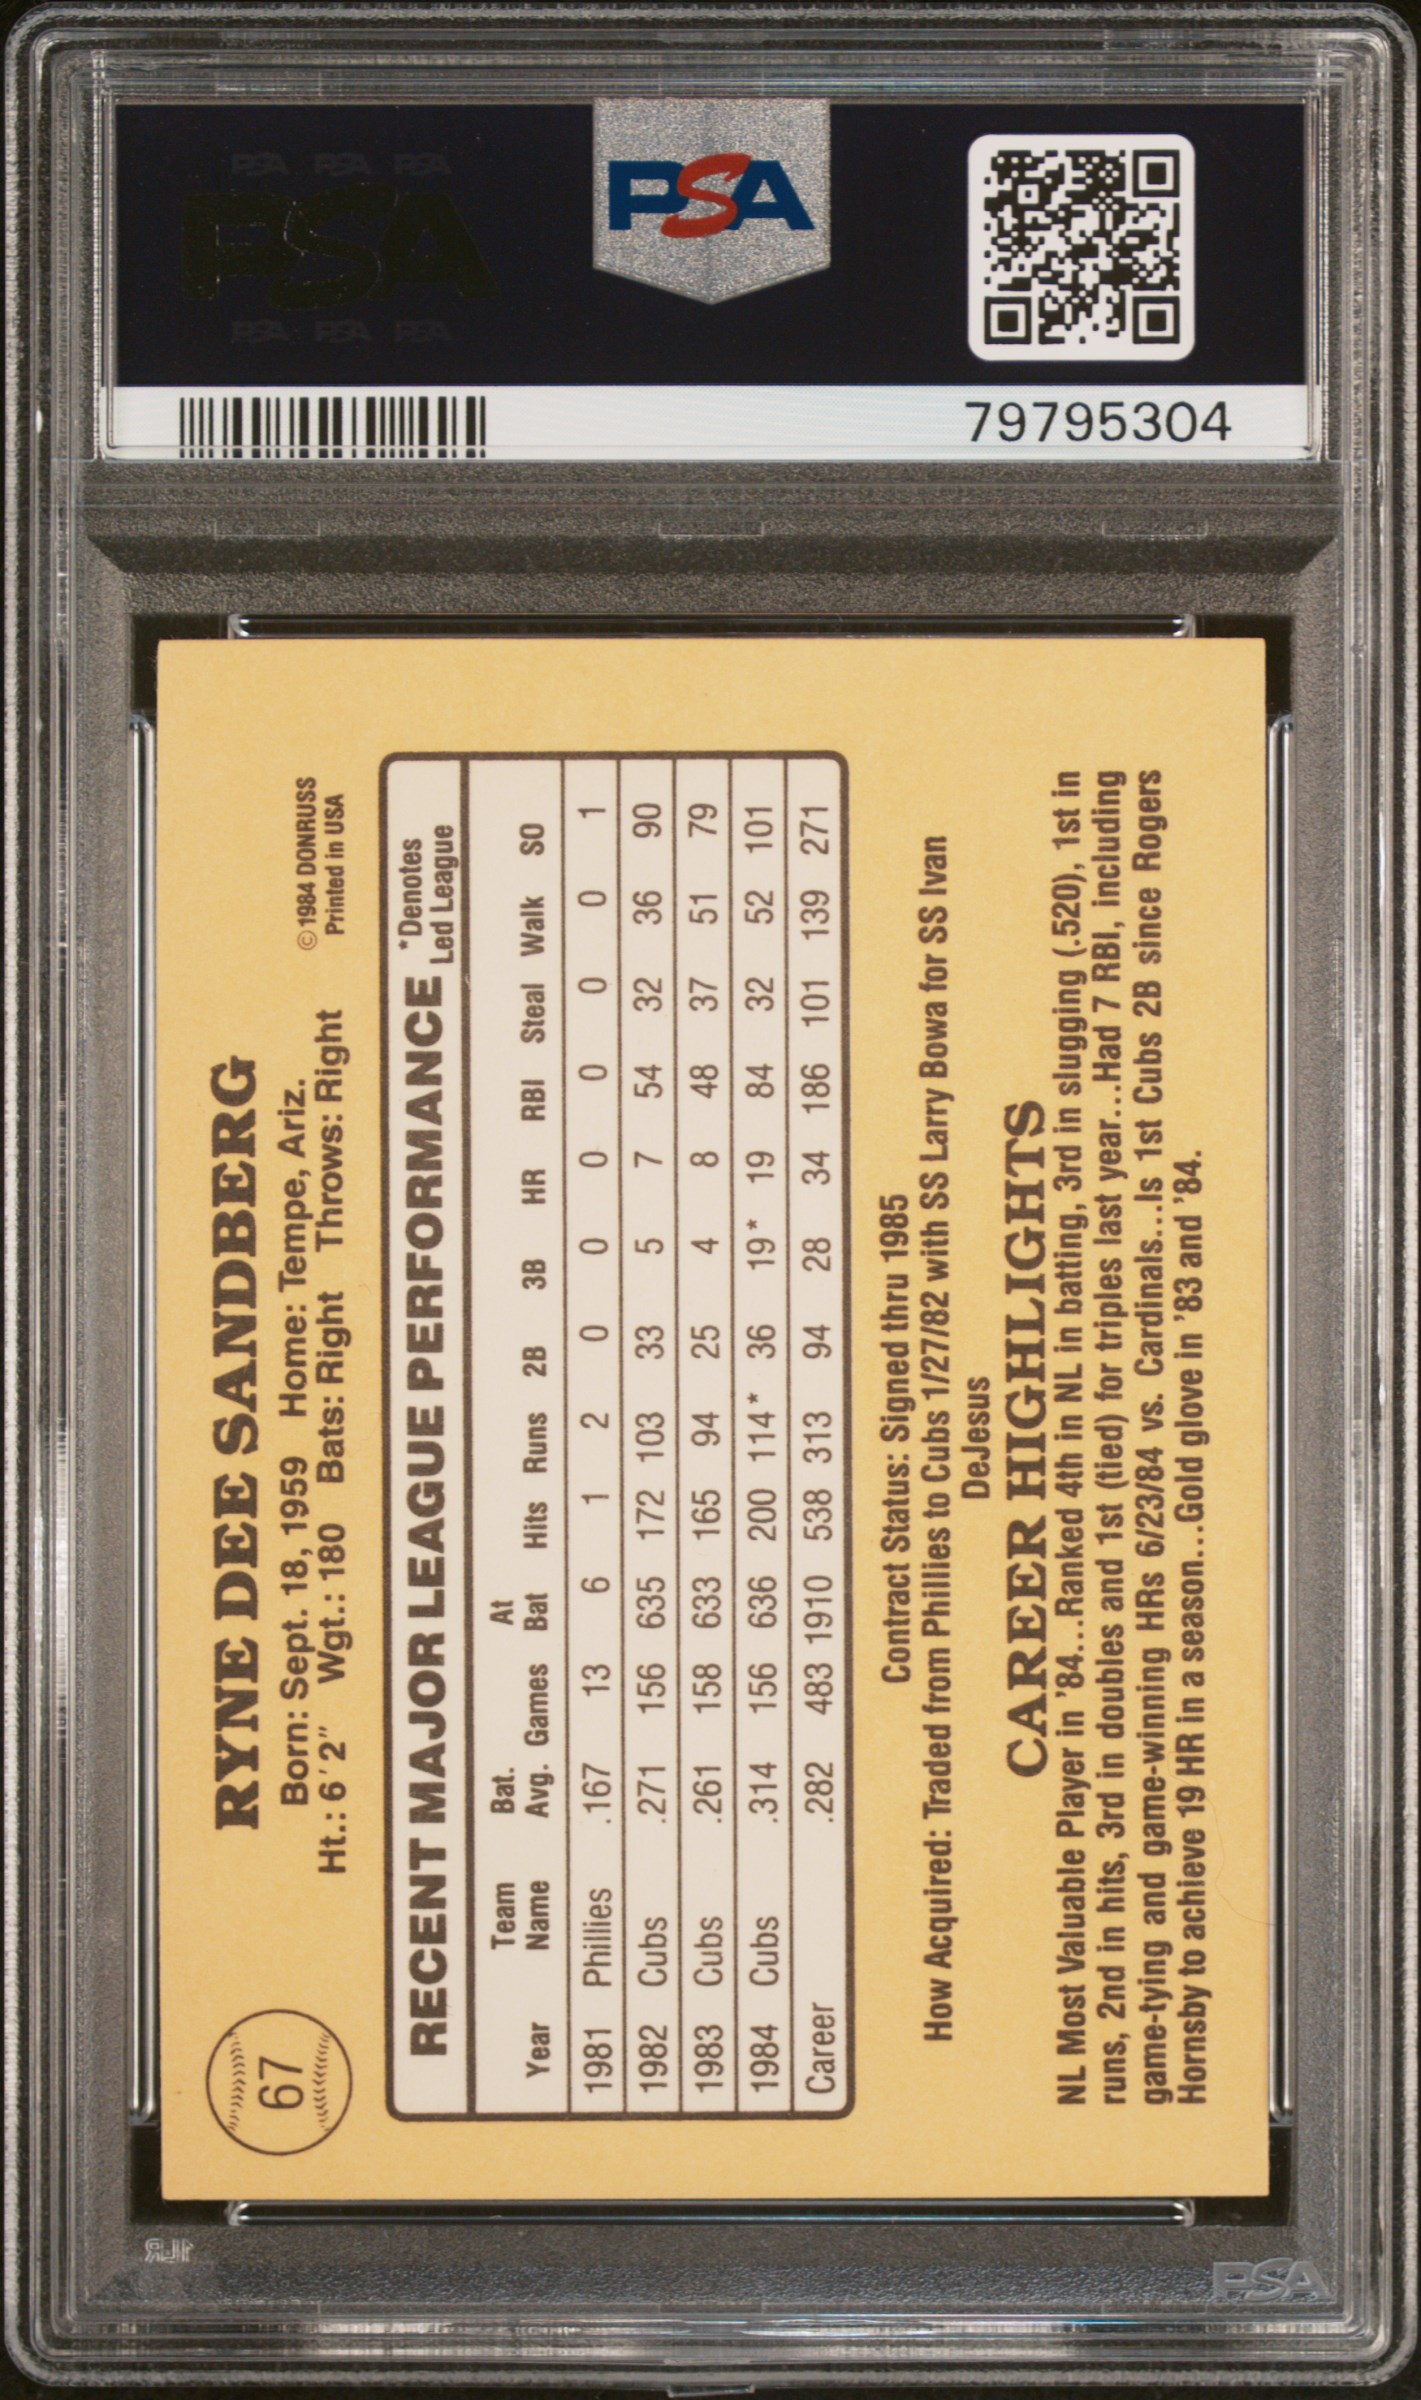 PSA PSA PSA
PSA
PSA PSA PSA
PSA
79795304
67
RYNE DEE SANDBERG
Born: Sept. 18, 1959 Home: Tempe, Ariz.
Ht.: 6'2" Wgt.: 180 Bats: Right Throws: Right
©1984 DONRUSS
Printed in USA
RECENT MAJOR LEAGUE PERFORMANCE *Denotes
Led League
Year Team Name Bat. Avg. Games At Bat Hits Runs 2B 3B HR RBI Steal Walk SO
1981 Phillies .167 13 6 1 2 0 0 0 0 0 0 1
1982 Cubs .271 156 635 172 103 33 5 7 54 32 36 90
1983 Cubs .261 158 633 165 94 25 4 8 48 37 51 79
1984 Cubs .314 156 636 200 114* 36 19* 19 84 32 52 101
Career .282 483 1910 538 313 94 28 34 186 101 139 271
Contract Status: Signed thru 1985
How Acquired: Traded from Phillies to Cubs 1/27/82 with SS Larry Bowa for SS Ivan
DeJesus
CAREER HIGHLIGHTS
NL Most Valuable Player in '84...Ranked 4th in NL in batting, 3rd in slugging (.520), 1st in
runs, 2nd in hits, 3rd in doubles and 1st (tied) for triples last year...Had 7 RBI, including
game-tying and game-winning HRs 6/23/84 vs. Cardinals...Is 1st Cubs 2B since Rogers
Hornsby to achieve 19 HR in a season...Gold glove in '83 and '84.
PSA